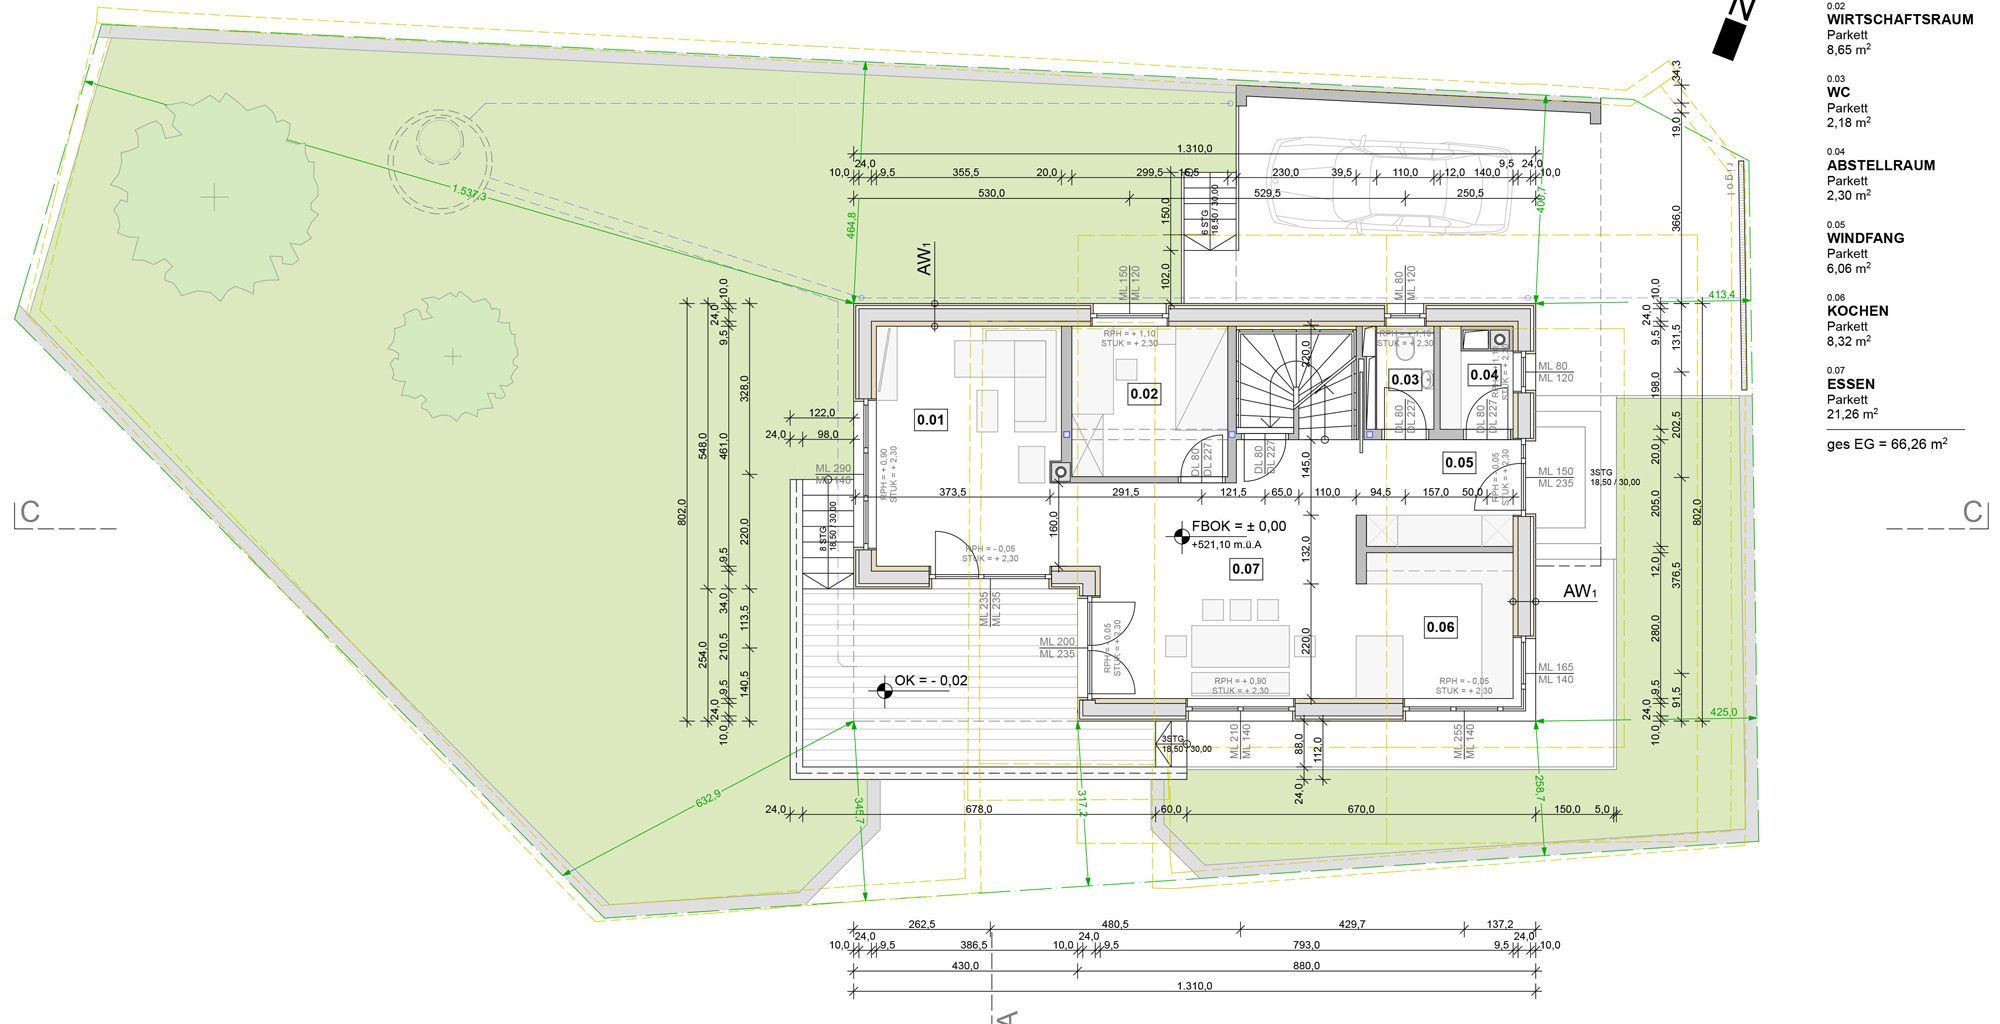 N
0.02
WIRTSCHAFTSRAUM
Parkett
8,65 m²
0.03
WC
Parkett
2,18 m²
0.04
ABSTELLRAUM
Parkett
2,30 m²
0.05
WINDFANG
Parkett
6,06 m²
0.06
KOCHEN
Parkett
8,32 m²
0.07
ESSEN
Parkett
21,26 m²
ges EG = 66,26 m²
34,3
19,0
366,0
1.310,0
24,0
9,5 24,0
10,0 9,5 355,5 20,0 299,5 16,5 230,0 39,5 110,0 12,0 140,0 10,0
530,0 529,5 250,5
1.537,3
464,8
400,7
413,4
150,0
102,0
6 STG
18,50 / 30,00
AW1
ML 150
ML 120
ML 80
ML 120
RPH = + 1,10
STUK = + 2,30
RPH = + 1,10
STUK = + 2,30
220,0
0.01
0.02
0.03
0.04
0.05
0.06
0.07
ML 80
ML 120
DL 80
DL 227
DL 80
DL 227
DL 80
DL 227
DL 80
DL 227
10,0
24,0
9,5
328,0
461,0
548,0
802,0
220,0
9,5
34,0
113,5
210,5
254,0
140,5
9,5
24,0
10,0
122,0
24,0 98,0
ML 290
ML 140
RPH = + 0,90
STUK = + 2,30
8 STG
18,50 / 30,00
373,5 291,5 121,5 65,0 110,0 94,5 157,0 50,0
145,0
160,0
132,0
220,0
FBOK = ± 0,00
+521,10 m.ü.A
RPH = - 0,05
STUK = + 2,30
ML 235
ML 235
ML 200
ML 235
RPH = - 0,05
STUK = + 2,30
RPH = - 0,05
STUK = + 2,30
ML 150
ML 235
3STG
18,50 / 30,00
AW1
ML 165
ML 140
RPH = + 0,90
STUK = + 2,30
RPH = - 0,05
STUK = + 2,30
ML 210
ML 140
ML 255
ML 140
OK = - 0,02
3STG
18,50 / 30,00
88,0
112,0
24,0
10,0
24,0
9,5
131,5
198,0
202,5
20,0
205,0
802,0
12,0
376,5
280,0
9,5
91,5
24,0
10,0
425,0
C
C
632,9
345,7
317,2
258,7
24,0 678,0 60,0 670,0 150,0 5,0
262,5 480,5 429,7 137,2
24,0 24,0 24,0
10,0 9,5 386,5 10,0 9,5 793,0 9,5 10,0
430,0 880,0
1.310,0
A